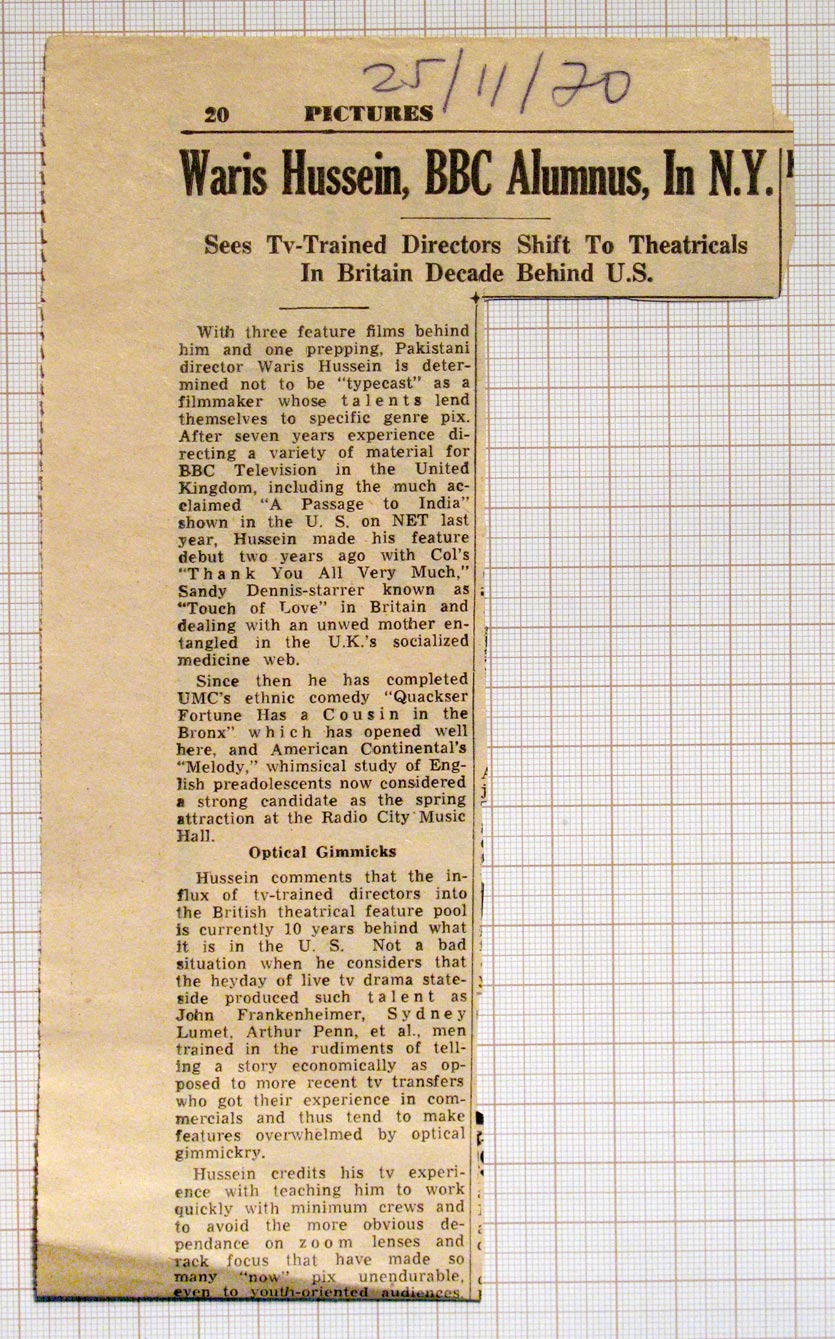 25/11/70
20 PICTURES
Waris Hussein, BBC Alumnus, In N.Y.
Sees Tv-Trained Directors Shift To Theatricals
In Britain Decade Behind U.S.
With three feature films behind
him and one prepping, Pakistani
director Waris Hussein is deter-
mined not to be "typecast" as a
filmmaker whose talents lend
themselves to specific genre pix.
After seven years experience di-
recting a variety of material for
BBC Television in the United
Kingdom, including the much ac-
claimed "A Passage to India"
shown in the U. S. on NET last
year, Hussein made his feature
debut two years ago with Col's
"Thank You All Very Much,"
Sandy Dennis-starrer known as
"Touch of Love" in Britain and
dealing with an unwed mother en-
tangled in the U.K.'s socialized
medicine web.
Since then he has completed
UMC's ethnic comedy "Quackser
Fortune Has a Cousin in the
Bronx" which has opened well
here, and American Continental's
"Melody," whimsical study of Eng-
lish preadolescents now considered
a strong candidate as the spring
attraction at the Radio City Music
Hall.
Optical Gimmicks
Hussein comments that the in-
flux of tv-trained directors into
the British theatrical feature pool
is currently 10 years behind what
it is in the U. S. Not a bad
situation when he considers that
the heyday of live tv drama state-
side produced such talent as
John Frankenheimer, Sydney
Lumet, Arthur Penn, et al., men
trained in the rudiments of tell-
ing a story economically as op-
posed to more recent tv transfers
who got their experience in com-
mercials and thus tend to make
features overwhelmed by optical
gimmickry.
Hussein credits his tv experi-
ence with teaching him to work
quickly with minimum crews and
to avoid the more obvious de-
pendance on zoom lenses and
rack focus that have made so
many "now" pix unendurable,
even to youth-oriented audiences.